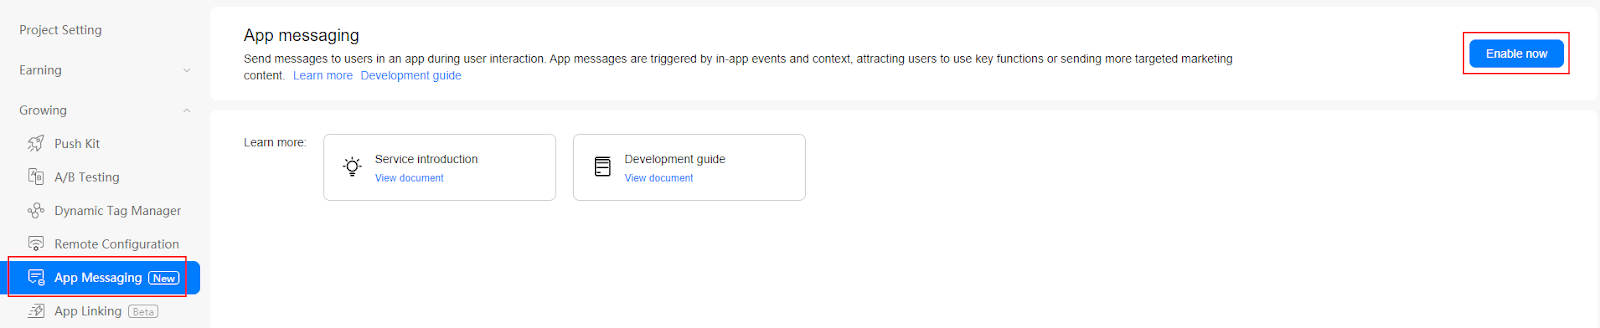 Project Setting
Earning
Growing
Push Kit
A/B Testing
Dynamic Tag Manager
Remote Configuration
App Messaging New
App Linking Beta
App messaging
Send messages to users in an app during user interaction. App messages are triggered by in-app events and context, attracting users to use key functions or sending more targeted marketing
content. Learn more Development guide
Enable now
Learn more:
Service introduction
View document
Development guide
View document